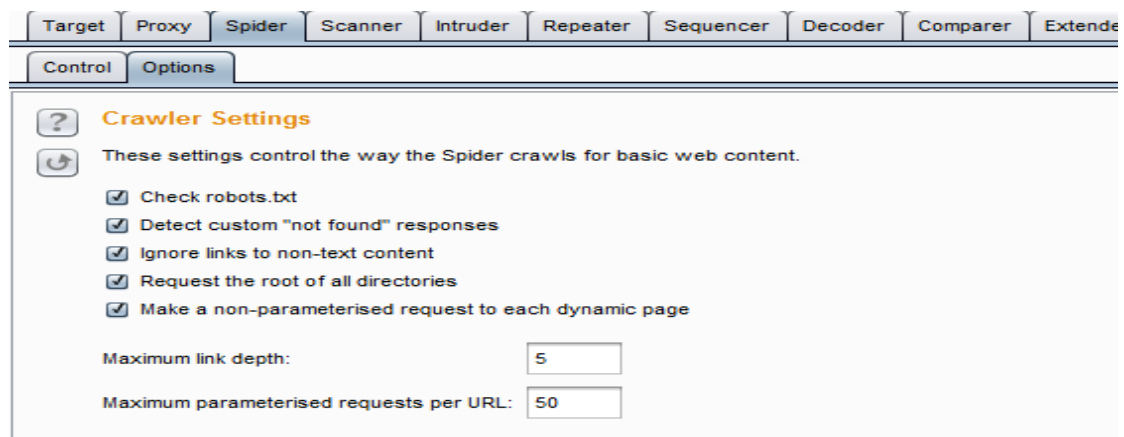 Target Proxy Spider Scanner Intruder Repeater Sequencer Decoder Comparer Extende
Control Options
? Crawler Settings
These settings control the way the Spider crawls for basic web content.
Check robots.txt
Detect custom "not found" responses
Ignore links to non-text content
Request the root of all directories
Make a non-parameterised request to each dynamic page
Maximum link depth: 5
Maximum parameterised requests per URL: 50